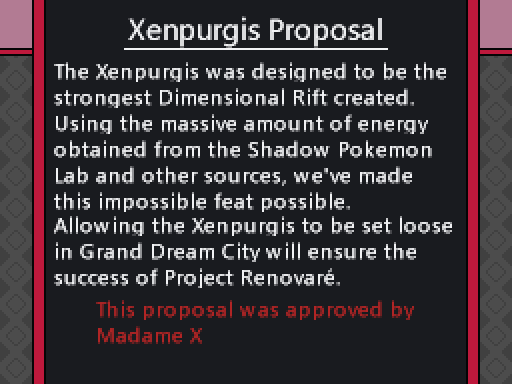 Xenpurgis Proposal
The Xenpurgis was designed to be the
strongest Dimensional Rift created.
Using the massive amount of energy
obtained from the Shadow Pokemon
Lab and other sources, we've made
this impossible feat possible.
Allowing the Xenpurgis to be set loose
in Grand Dream City will ensure the
success of Project Renovaré.
This proposal was approved by
Madame X